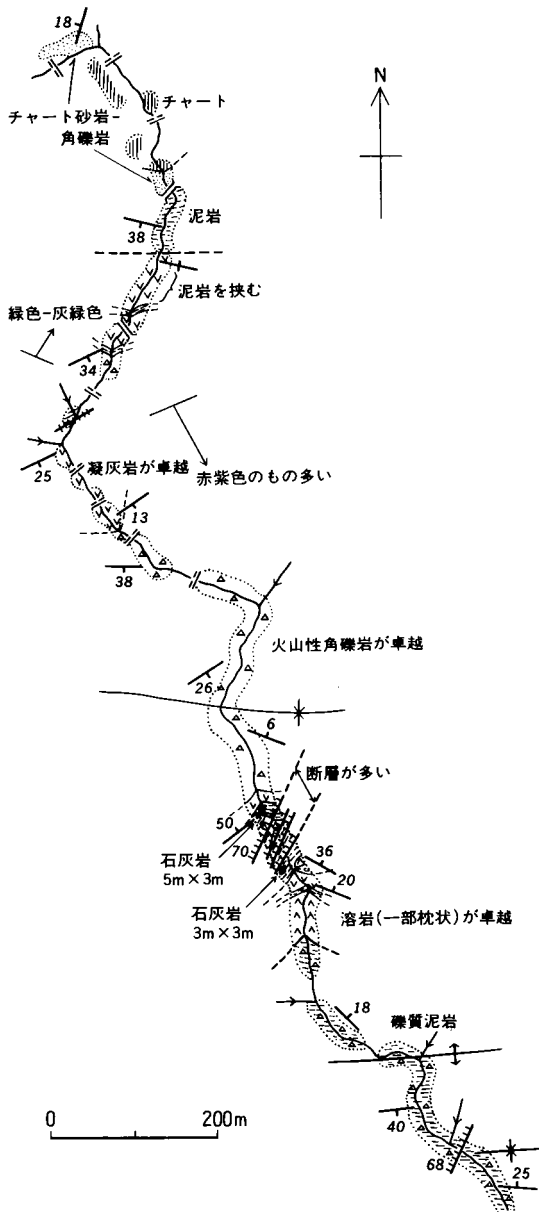 18
チャート
チャート砂岩-
角礫岩
N
泥岩
38
泥岩を挟む
緑色-灰緑色
34
赤紫色のもの多い
凝灰岩が卓越
25
13
38
火山性角礫岩が卓越
26
6
断層が多い
50
70
石灰岩
5m×3m
36
20
石灰岩
3m×3m
溶岩(一部枕状)が卓越
18
礫質泥岩
0 200m
40
68
25